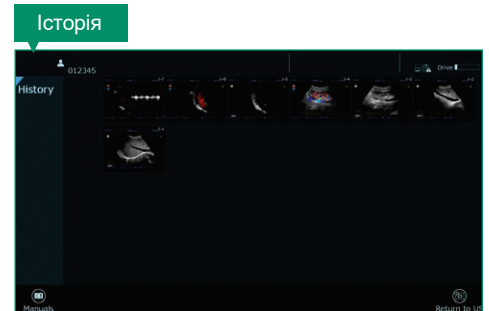 Історія
012345
Drive
History
Manuals
Return to US